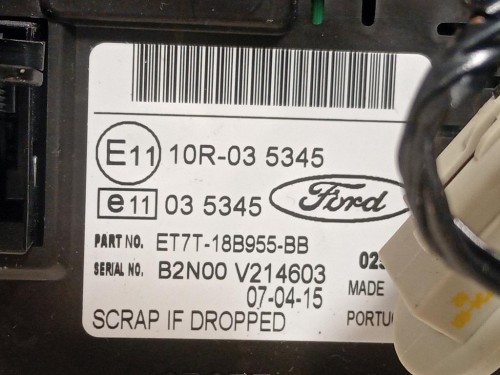 E11 10R-03 5345
e11 03 5345 Ford
PART NO. ET7T-18B955-BB
SERIAL NO. B2N00 V214603
07-04-15 MADE
SCRAP IF DROPPED